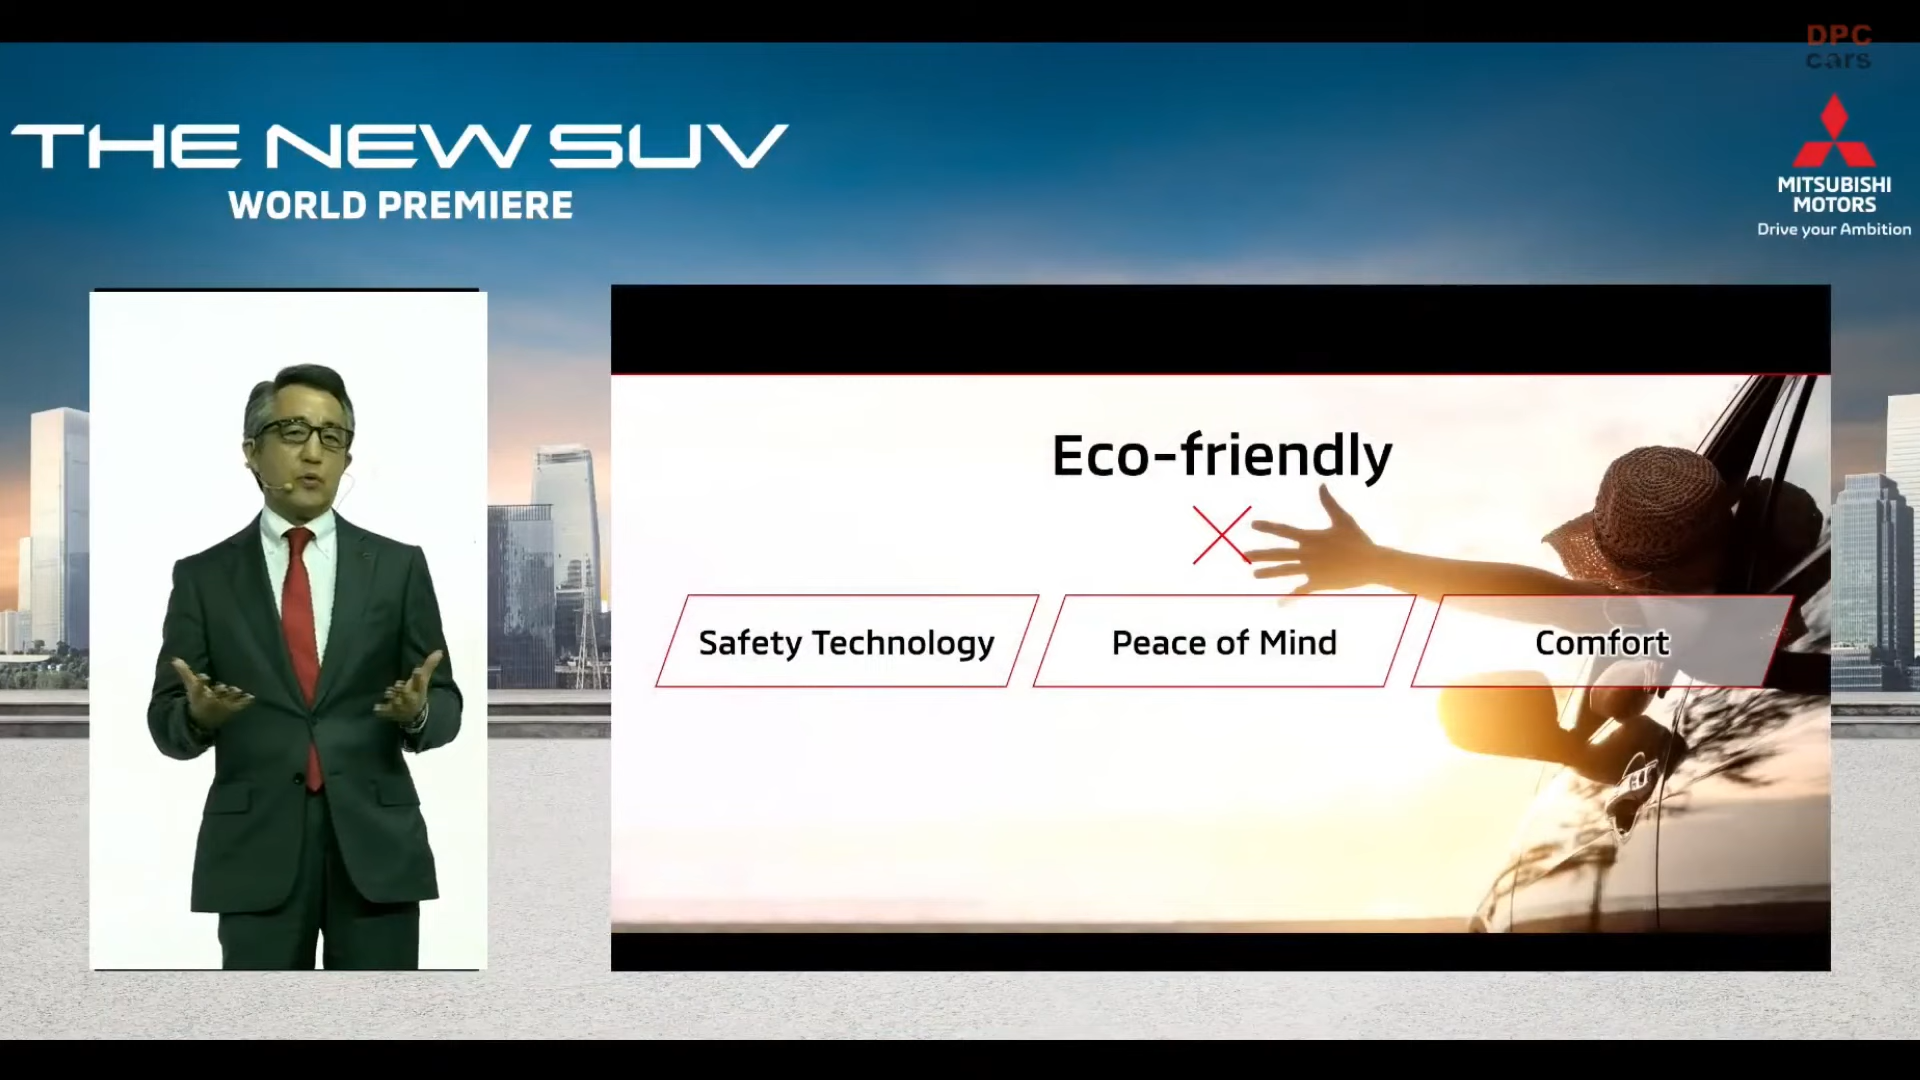 DPC
cars
THE NEW SUV
WORLD PREMIERE
MITSUBISHI
MOTORS
Drive your Ambition
Eco-friendly
Safety Technology
Peace of Mind
Comfort